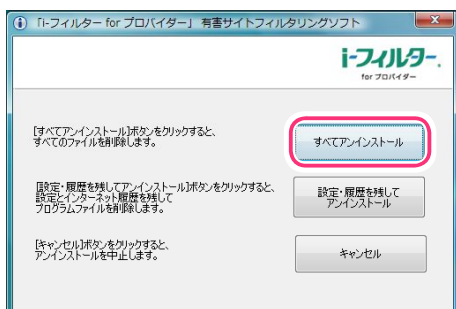 「i-フィルター for プロバイダー」 有害サイトフィルタリングソフト
i-フィルター®
for プロバイダー
[すべてアンインストール]ボタンをクリックすると、
すべてのファイルを削除します。
すべてアンインストール
[設定・履歴を残してアンインストール]ボタンをクリックすると、
設定とインターネット履歴を残して
プログラムファイルを削除します。
設定・履歴を残して
アンインストール
[キャンセル]ボタンをクリックすると、
アンインストールを中止します。
キャンセル